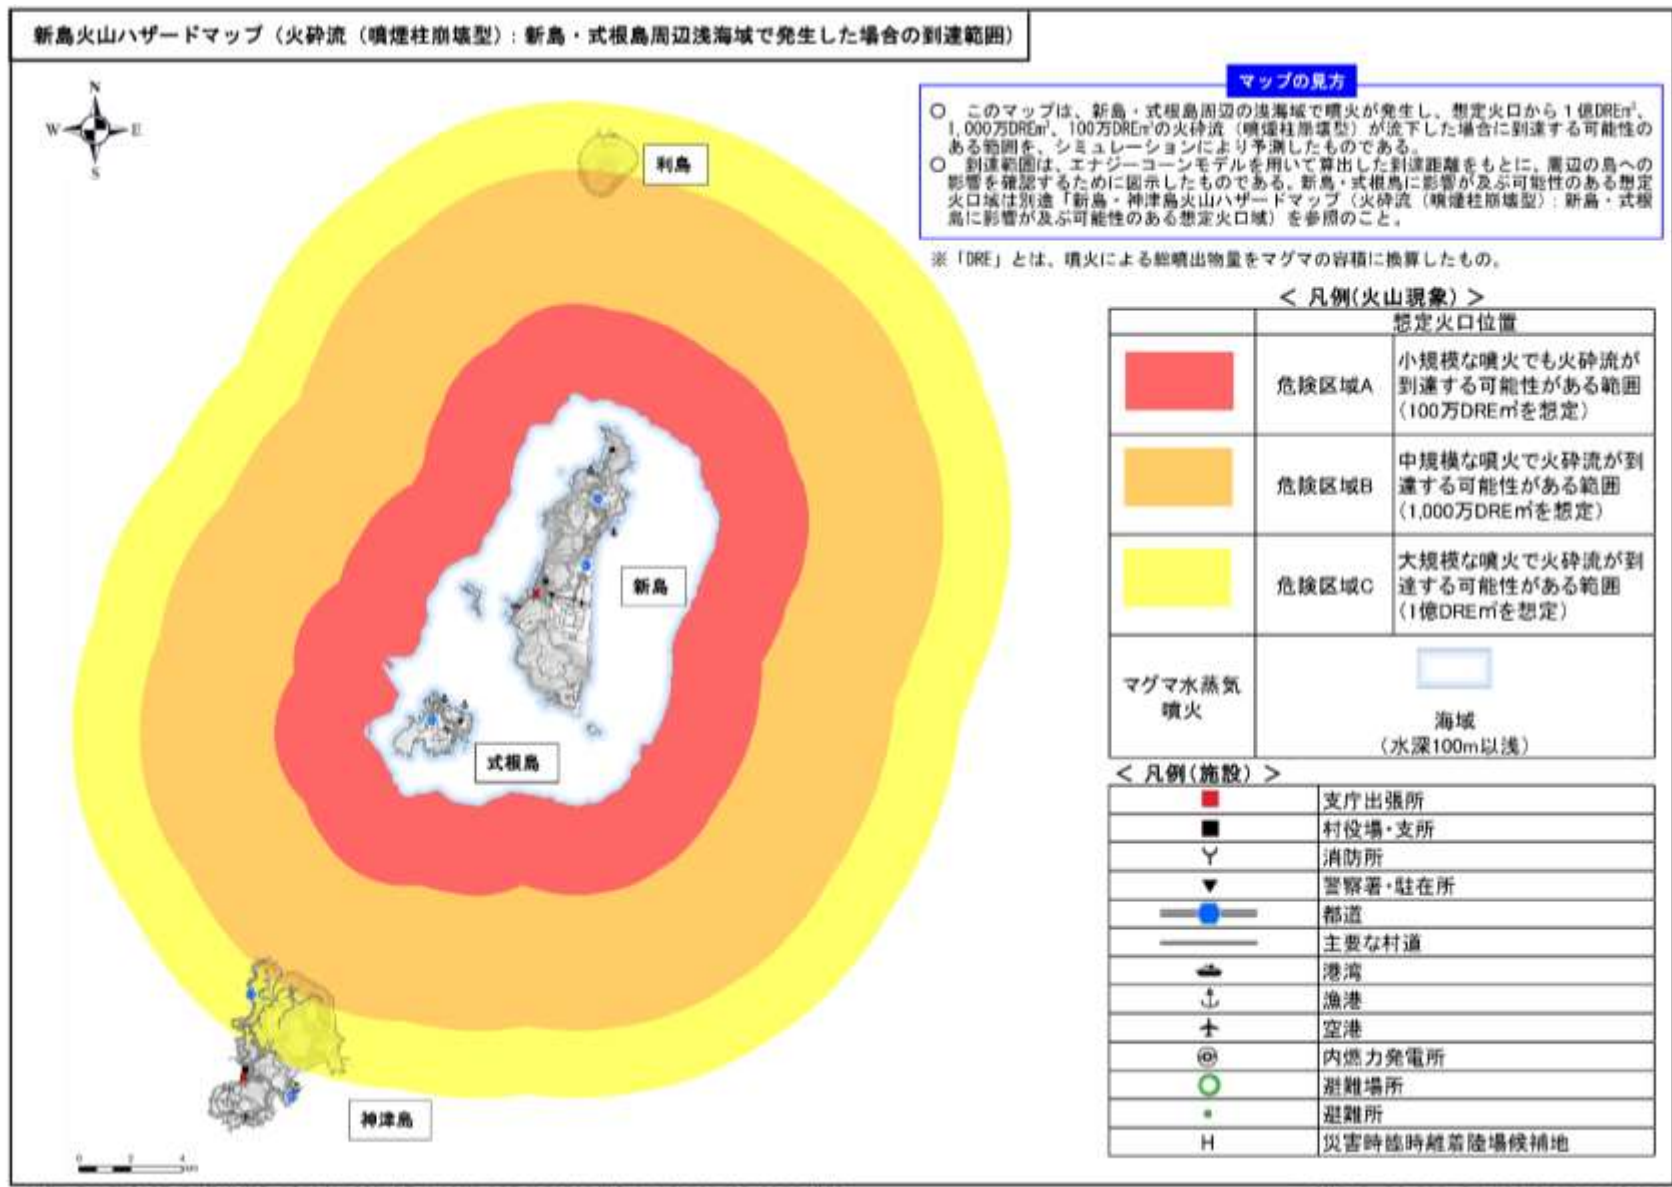 新島火山ハザードマップ（火砕流（噴煙柱崩壊型）：新島・式根島周辺浅海域で発生した場合の到達範囲）
N
W
E
S
マップの見方
○　このマップは、新島・式根島周辺の浅海域で噴火が発生し、想定火口から１億DRE㎥、
1,000万DRE㎥、100万DRE㎥の火砕流（噴煙柱崩壊型）が流下した場合に到達する可能性の
ある範囲を、シミュレーションにより予測したものである。
○　到達範囲は、エナジーコーンモデルを用いて算出した到達距離をもとに、周辺の島への
影響を確認するために図示したものである。新島・式根島に影響が及ぶ可能性のある想定
火口域は別途「新島・神津島火山ハザードマップ（火砕流（噴煙柱崩壊型）：新島・式根
島に影響が及ぶ可能性のある想定火口域）を参照のこと。
※「DRE」とは、噴火による総噴出物量をマグマの容積に換算したもの。
利島
新島
式根島
神津島
0 2 4
km
＜ 凡例(火山現象) ＞
想定火口位置
危険区域A
小規模な噴火でも火砕流が
到達する可能性がある範囲
（100万DRE㎥を想定）
危険区域B
中規模な噴火で火砕流が到
達する可能性がある範囲
（1,000万DRE㎥を想定）
危険区域C
大規模な噴火で火砕流が到
達する可能性がある範囲
（1億DRE㎥を想定）
マグマ水蒸気
噴火
海域
（水深100m以浅）
＜ 凡例(施設) ＞
支庁出張所
村役場・支所
消防所
警察署・駐在所
都道
主要な村道
港湾
漁港
空港
内燃力発電所
避難場所
避難所
H 災害時臨時離着陸場候補地